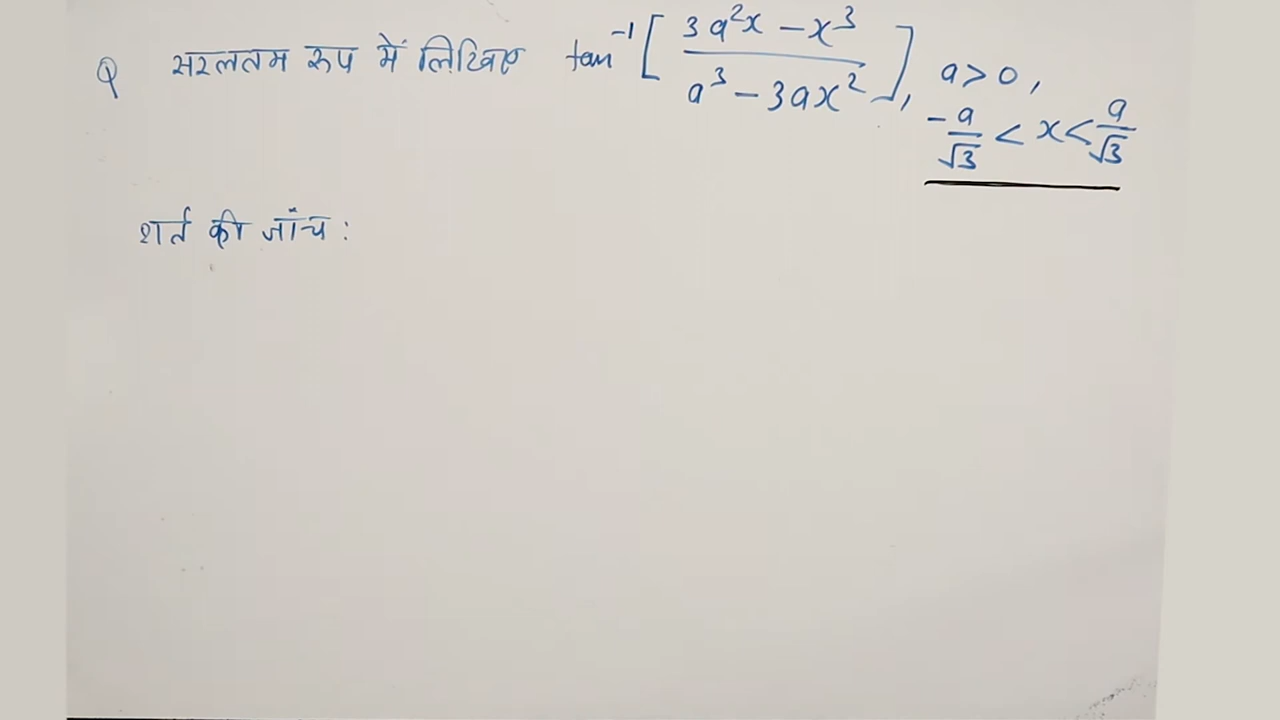 Q सरलतम रूप में लिखिए tan⁻¹ [ (3a²x − x³) / (a³ − 3ax²) ], a > 0,
−a/√3 < x < a/√3
शर्त की जाँच :